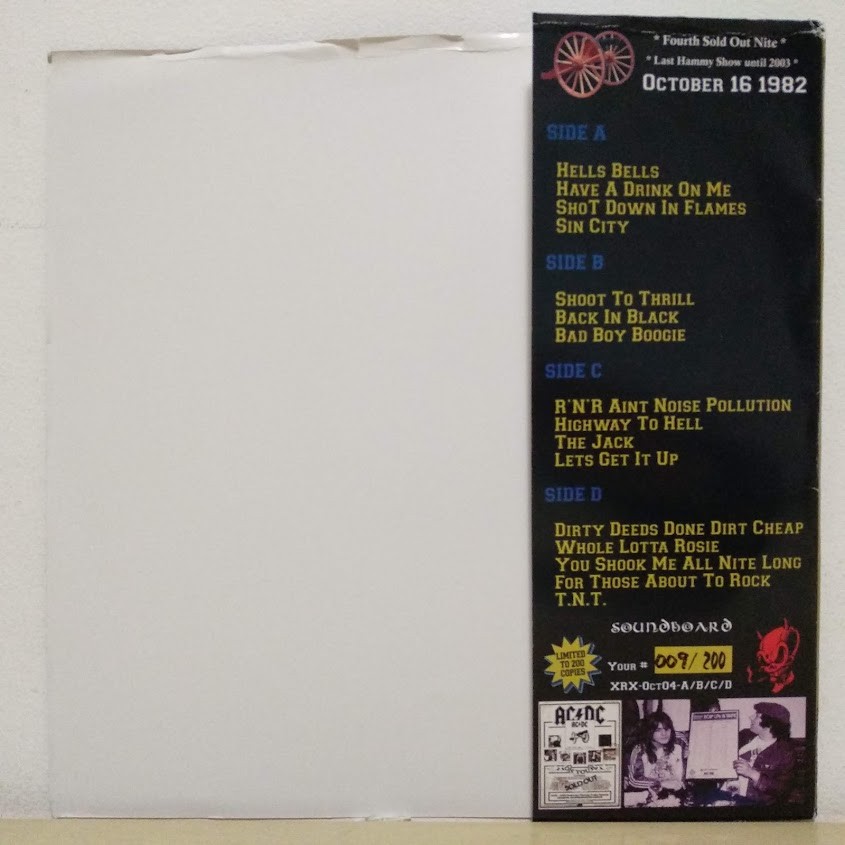 * Fourth Sold Out Nite *
* Last Hammy Show until 2003 *
October 16 1982
SIDE A
Hells Bells
Have A Drink On Me
ShoT Down In Flames
Sin City
SIDE B
Shoot To Thrill
Back In Black
Bad Boy Boogie
SIDE C
R'N'R Aint Noise Pollution
Highway To Hell
The Jack
Lets Get It Up
SIDE D
Dirty Deeds Done Dirt Cheap
Whole Lotta Rosie
You Shook Me All Nite Long
For Those About To Rock
T.N.T.
SOUNDBOARD
LIMITED
TO 200
COPIES
Your # 009/200
XRX-Oct04-A/B/C/D
AC⚡DC
AC⚡DC
SOLD OUT